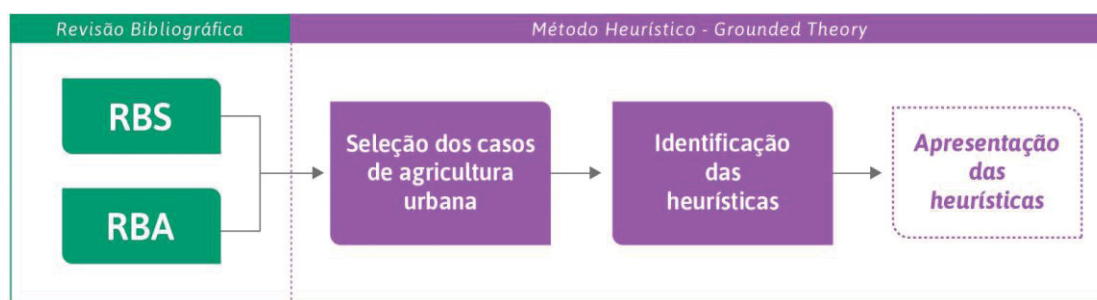 Revisão Bibliográfica
Método Heurístico - Grounded Theory
RBS
RBA
Seleção dos casos
de agricultura
urbana
Identificação
das
heurísticas
Apresentação
das
heurísticas